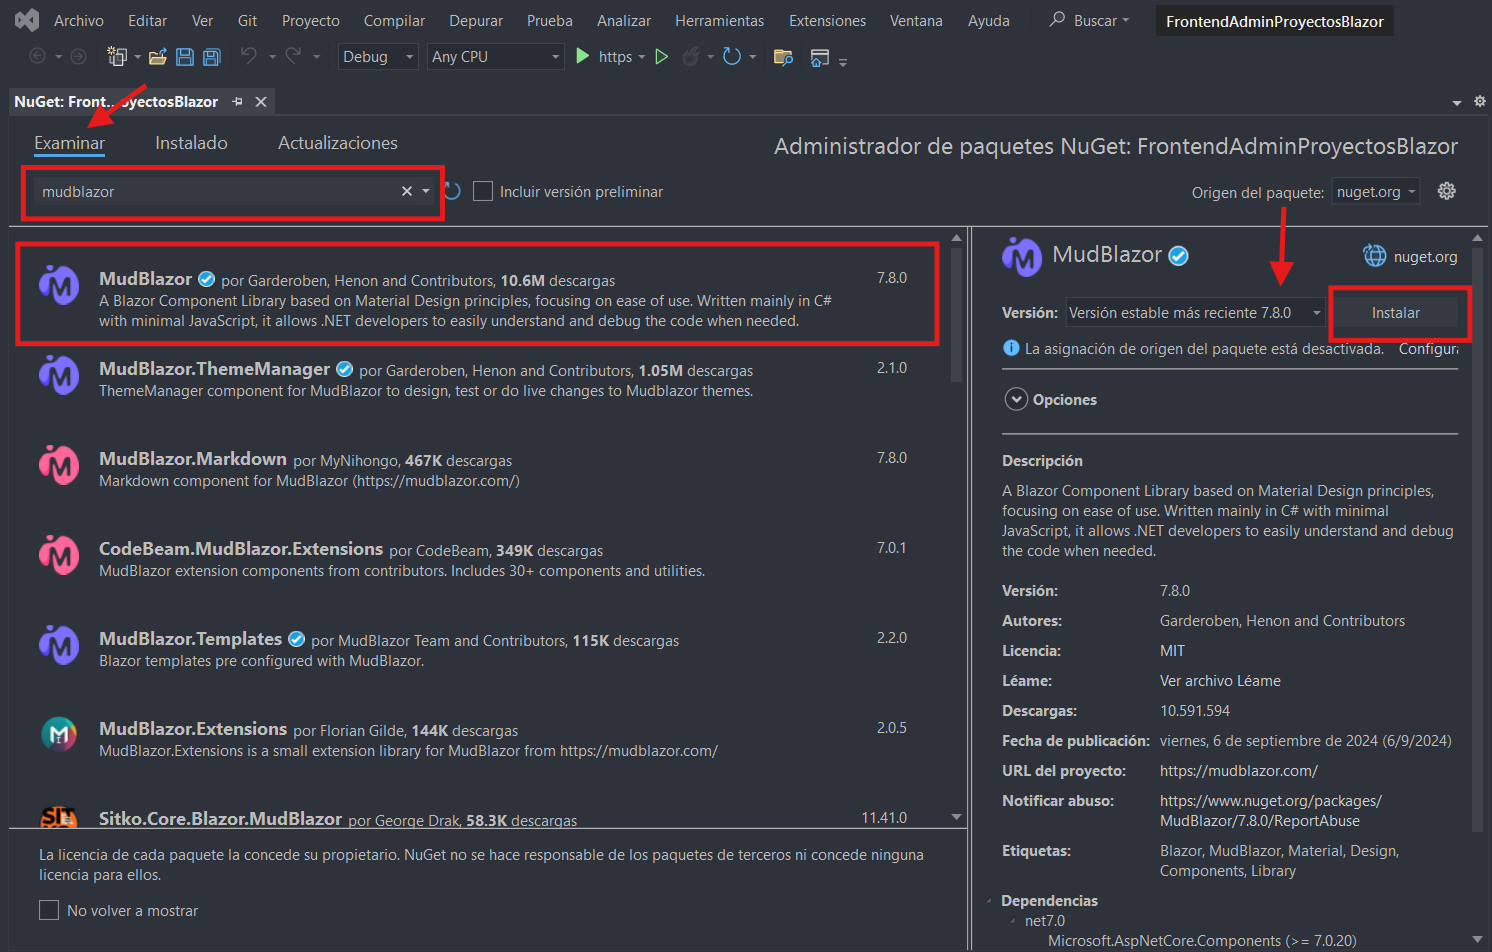 Archivo Editar Ver Git Proyecto Compilar Depurar Prueba Analizar Herramientas Extensiones Ventana Ayuda Buscar FrontendAdminProyectosBlazor
Debug Any CPU https
NuGet: Front...oyectosBlazor
Examinar Instalado Actualizaciones
Administrador de paquetes NuGet: FrontendAdminProyectosBlazor
mudblazor
Incluir versión preliminar
Origen del paquete: nuget.org
MudBlazor por Garderoben, Henon and Contributors, 10.6M descargas 7.8.0
A Blazor Component Library based on Material Design principles, focusing on ease of use. Written mainly in C#
with minimal JavaScript, it allows .NET developers to easily understand and debug the code when needed.
MudBlazor.ThemeManager por Garderoben, Henon and Contributors, 1.05M descargas 2.1.0
ThemeManager component for MudBlazor to design, test or do live changes to Mudblazor themes.
MudBlazor.Markdown por MyNihongo, 467K descargas 7.8.0
Markdown component for MudBlazor (https://mudblazor.com/)
CodeBeam.MudBlazor.Extensions por CodeBeam, 349K descargas 7.0.1
MudBlazor extension components from contributors. Includes 30+ components and utilities.
MudBlazor.Templates por MudBlazor Team and Contributors, 115K descargas 2.2.0
Blazor templates pre configured with MudBlazor.
MudBlazor.Extensions por Florian Gilde, 144K descargas 2.0.5
MudBlazor.Extensions is a small extension library for MudBlazor from https://mudblazor.com/
SIT
Sitko.Core.Blazor.MudBlazor por George Drak, 58.3K descargas 11.41.0
La licencia de cada paquete la concede su propietario. NuGet no se hace responsable de los paquetes de terceros ni concede ninguna
licencia para ellos.
No volver a mostrar
MudBlazor nuget.org
Versión: Versión estable más reciente 7.8.0 Instalar
La asignación de origen del paquete está desactivada. Configura
Opciones
Descripción
A Blazor Component Library based on Material Design principles,
focusing on ease of use. Written mainly in C# with minimal
JavaScript, it allows .NET developers to easily understand and debug
the code when needed.
Versión: 7.8.0
Autores: Garderoben, Henon and Contributors
Licencia: MIT
Léame: Ver archivo Léame
Descargas: 10.591.594
Fecha de publicación: viernes, 6 de septiembre de 2024 (6/9/2024)
URL del proyecto: https://mudblazor.com/
Notificar abuso: https://www.nuget.org/packages/
MudBlazor/7.8.0/ReportAbuse
Etiquetas: Blazor, MudBlazor, Material, Design,
Components, Library
Dependencias
net7.0
Microsoft.AspNetCore.Components (>= 7.0.20)